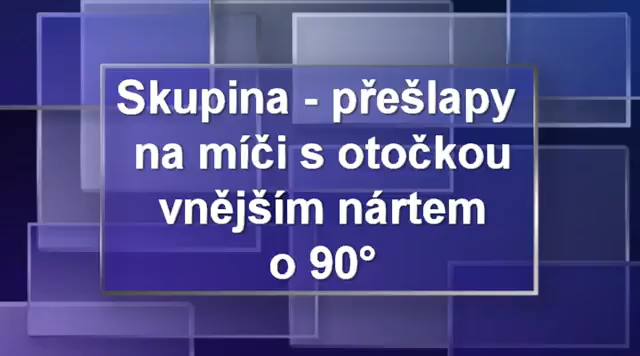 Skupina - přešlapy
na míči s otočkou
vnějším nártem
o 90°